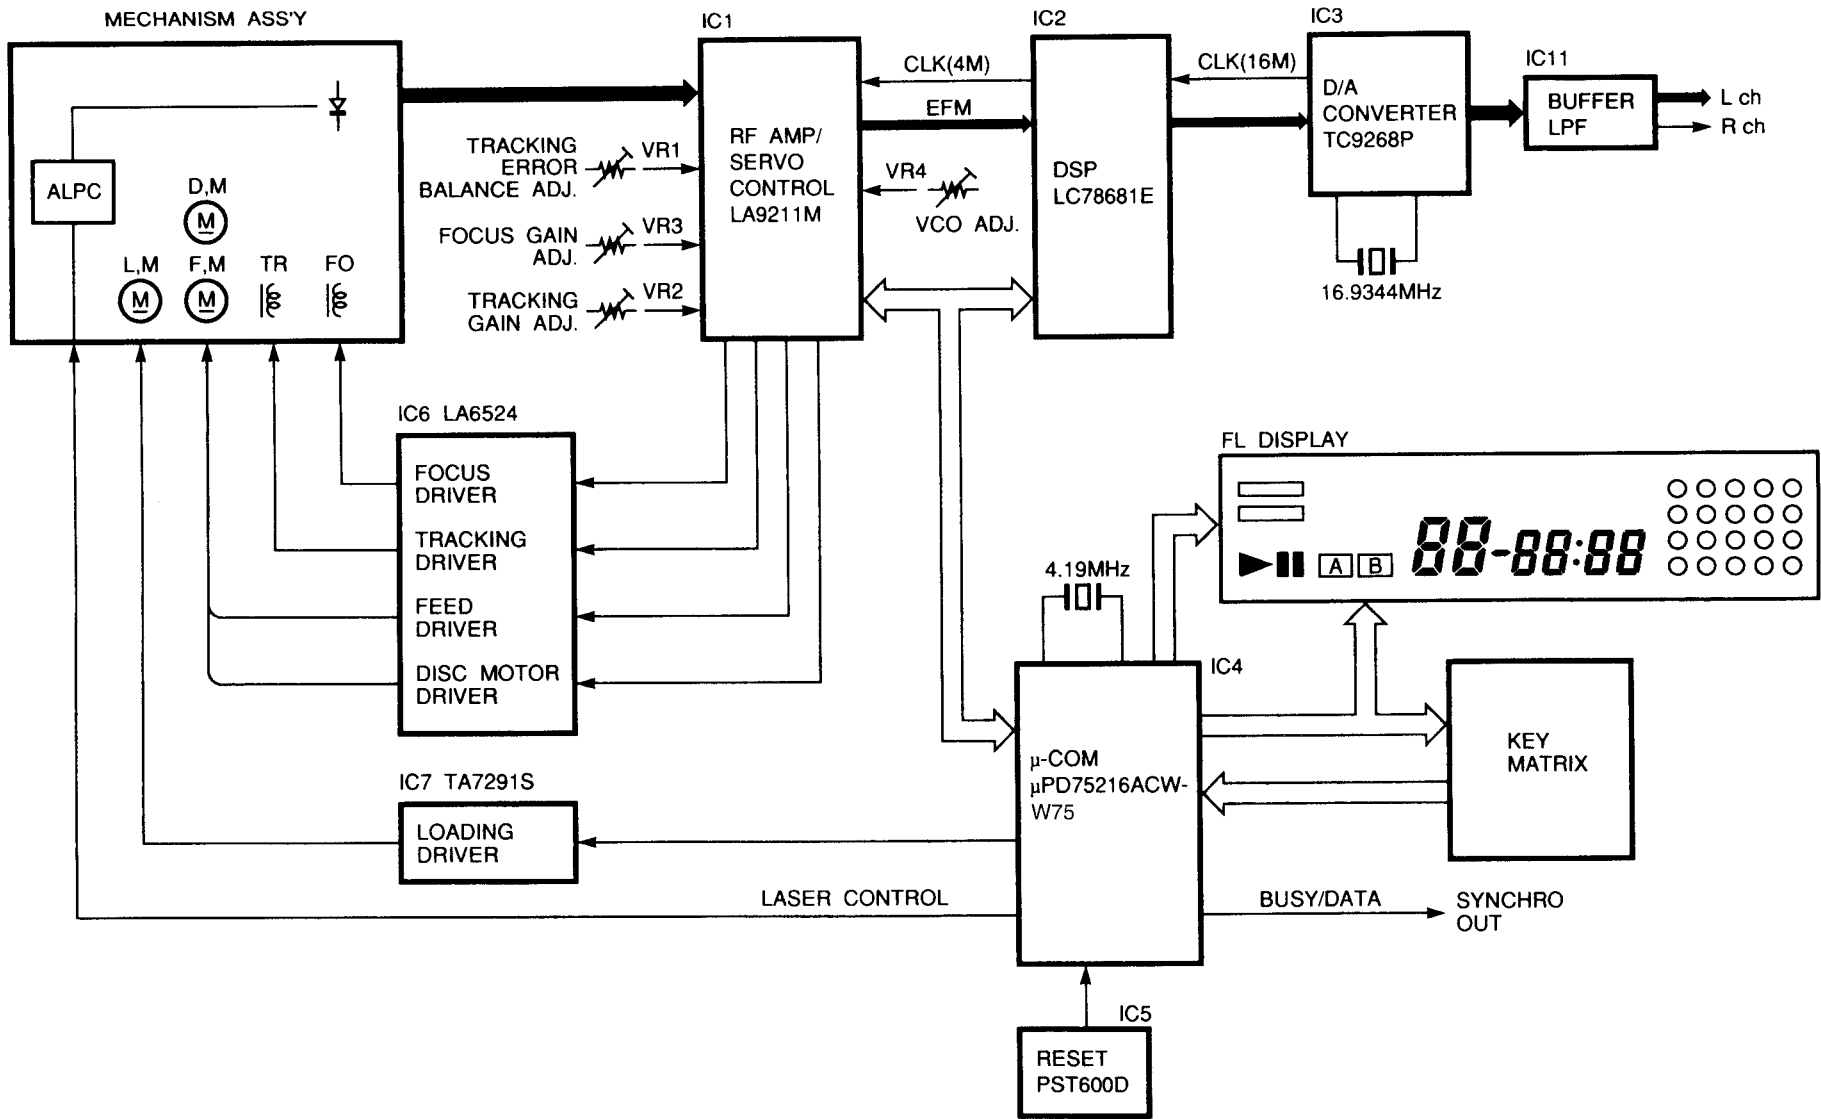 MECHANISM ASS'Y
ALPC
D,M
M
L,M
M
F,M
M
TR
FO
IC1
RF AMP/
SERVO
CONTROL
LA9211M
TRACKING
ERROR
BALANCE ADJ.
VR1
FOCUS GAIN
ADJ.
VR3
TRACKING
GAIN ADJ.
VR2
CLK(4M)
EFM
VR4
VCO ADJ.
IC2
DSP
LC78681E
CLK(16M)
IC3
D/A
CONVERTER
TC9268P
16.9344MHz
IC11
BUFFER
LPF
L ch
R ch
IC6 LA6524
FOCUS
DRIVER
TRACKING
DRIVER
FEED
DRIVER
DISC MOTOR
DRIVER
IC7 TA7291S
LOADING
DRIVER
LASER CONTROL
FL DISPLAY
A
B
88-88:88
4.19MHz
IC4
μ-COM
μPD75216ACW-
W75
KEY
MATRIX
BUSY/DATA
SYNCHRO
OUT
IC5
RESET
PST600D